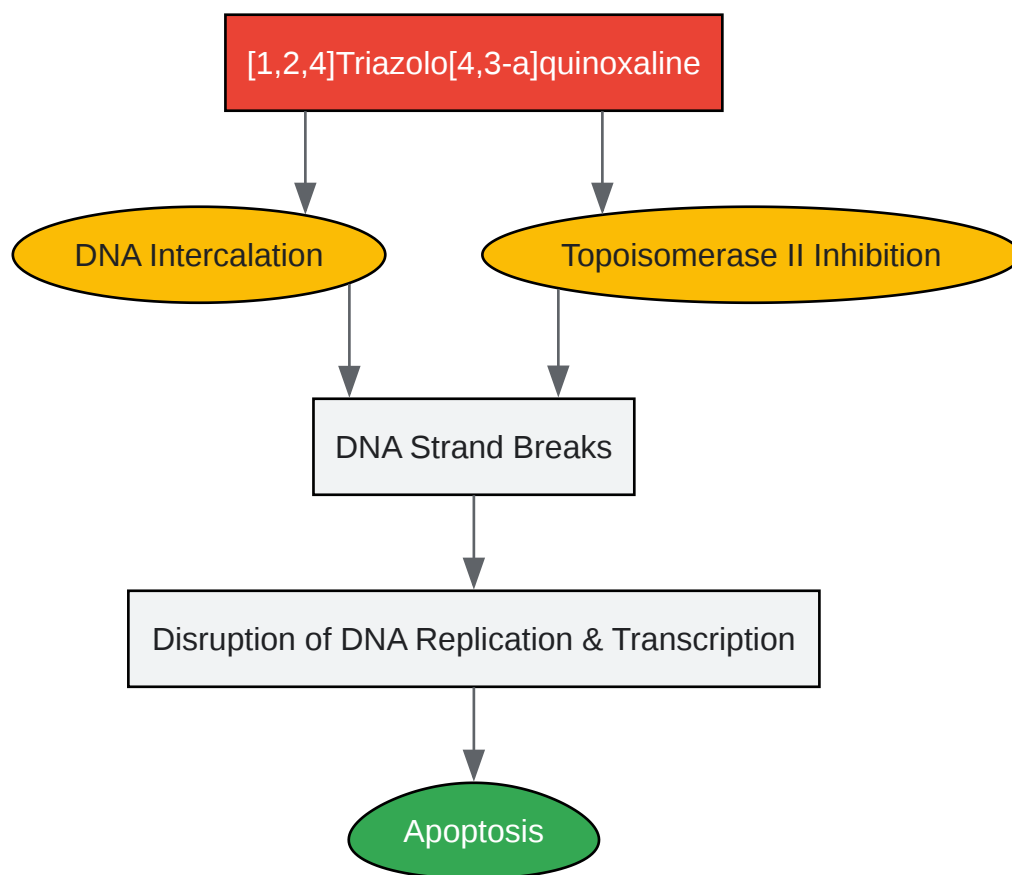 [1,2,4]Triazolo[4,3-a]quinoxaline
DNA Intercalation
Topoisomerase II Inhibition
DNA Strand Breaks
Disruption of DNA Replication & Transcription
Apoptosis